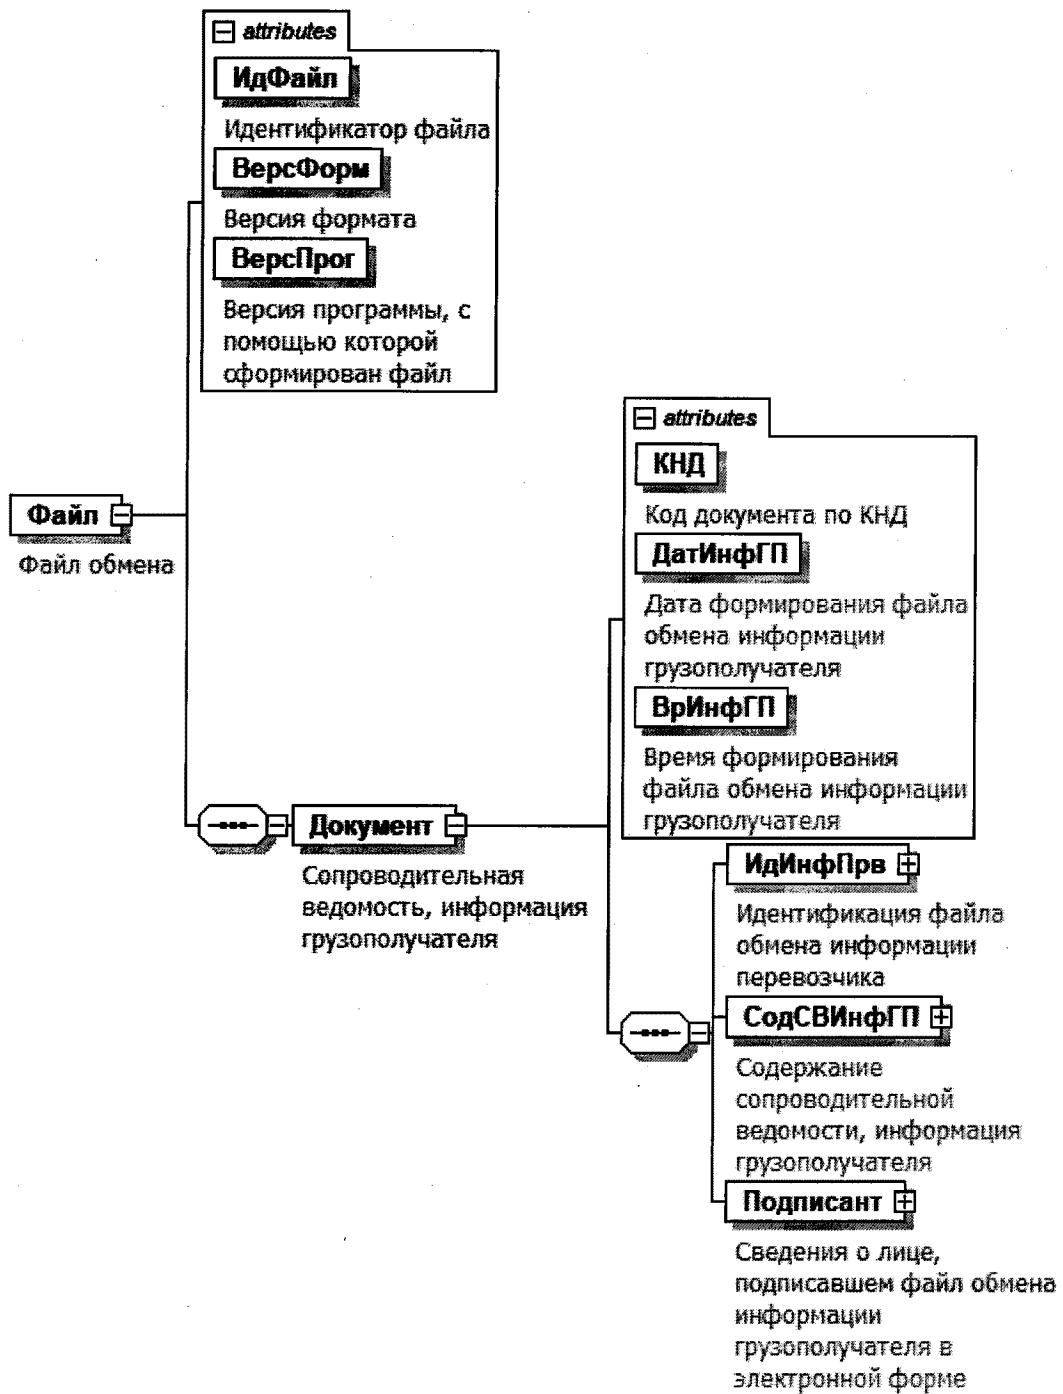 attributes
ИдФайл
Идентификатор файла
ВерсФорм
Версия формата
ВерсПрог
Версия программы, с
помощью которой
сформирован файл
Файл
Файл обмена
Документ
Сопроводительная
ведомость, информация
грузополучателя
attributes
КНД
Код документа по КНД
ДатИнфГП
Дата формирования файла
обмена информации
грузополучателя
ВрИнфГП
Время формирования
файла обмена информации
грузополучателя
ИдИнфПрв
Идентификация файла
обмена информации
перевозчика
СодСВИнфГП
Содержание
сопроводительной
ведомости, информация
грузополучателя
Подписант
Сведения о лице,
подписавшем файл обмена
информации
грузополучателя в
электронной форме